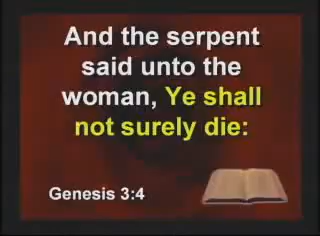 And the serpent
said unto the
woman, Ye shall
not surely die:
Genesis 3:4